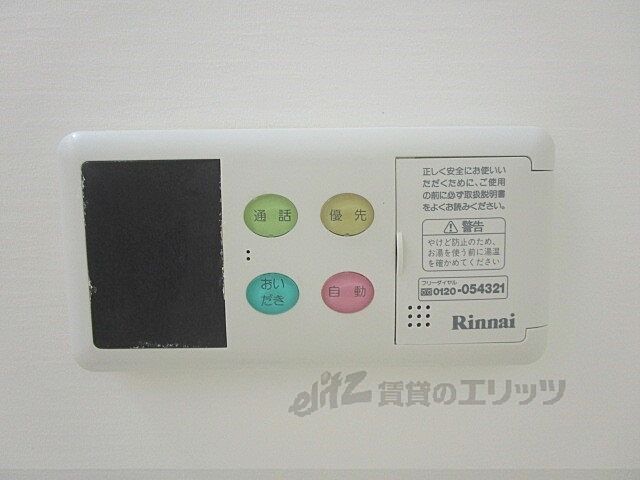 通話
優先
おい
だき
自動
正しく安全にお使いい
ただくために、ご使用
の前に必ず取扱説明書
をよくお読みください。
警告
やけど防止のため、
お湯を使う前に湯温
を確かめてください
フリーダイヤル
0120-054321
Rinnai
elitz 賃貸のエリッツ